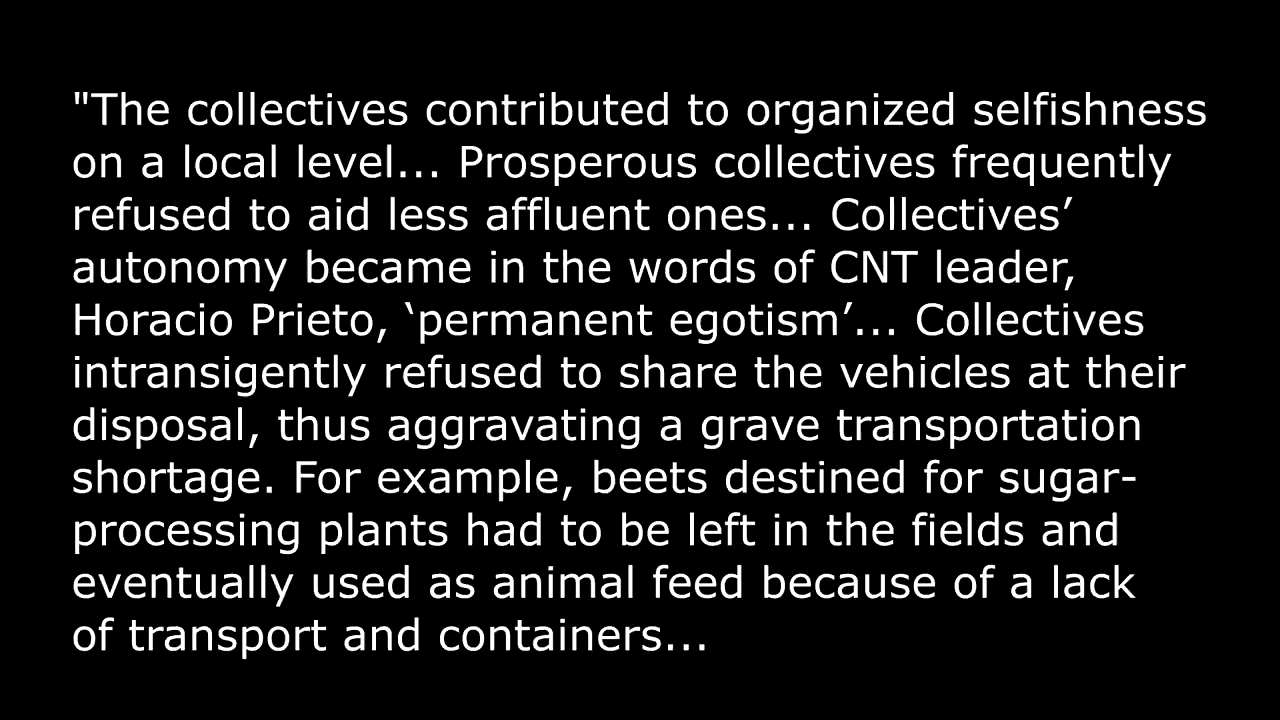 "The collectives contributed to organized selfishness
on a local level... Prosperous collectives frequently
refused to aid less affluent ones... Collectives’
autonomy became in the words of CNT leader,
Horacio Prieto, ‘permanent egotism’... Collectives
intransigently refused to share the vehicles at their
disposal, thus aggravating a grave transportation
shortage. For example, beets destined for sugar-
processing plants had to be left in the fields and
eventually used as animal feed because of a lack
of transport and containers...